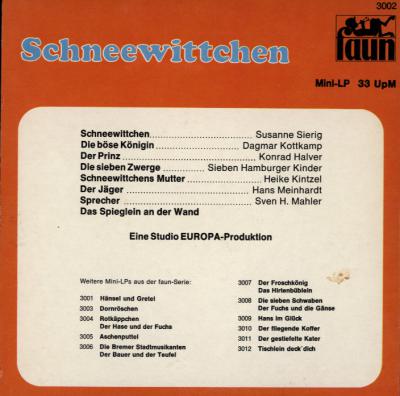 3002
Schneewittchen
faun
Mini-LP 33 UpM
Schneewittchen.................... Susanne Sierig
Die böse Königin .................... Dagmar Kottkamp
Der Prinz .................... Konrad Halver
Die sieben Zwerge ............ Sieben Hamburger Kinder
Schneewittchens Mutter .................... Heike Kintzel
Der Jäger .................... Hans Meinhardt
Sprecher .................... Sven H. Mahler
Das Spieglein an der Wand
Eine Studio EUROPA-Produktion
Weitere Mini-LPs aus der faun-Serie:
3001 Hänsel und Gretel
3003 Dornröschen
3004 Rotkäppchen
Der Hase und der Fuchs
3005 Aschenputtel
3006 Die Bremer Stadtmusikanten
Der Bauer und der Teufel
3007 Der Froschkönig
Das Hirtenbüblein
3008 Die sieben Schwaben
Der Fuchs und die Gänse
3009 Hans im Glück
3010 Der fliegende Koffer
3011 Der gestiefelte Kater
3012 Tischlein deck´dich